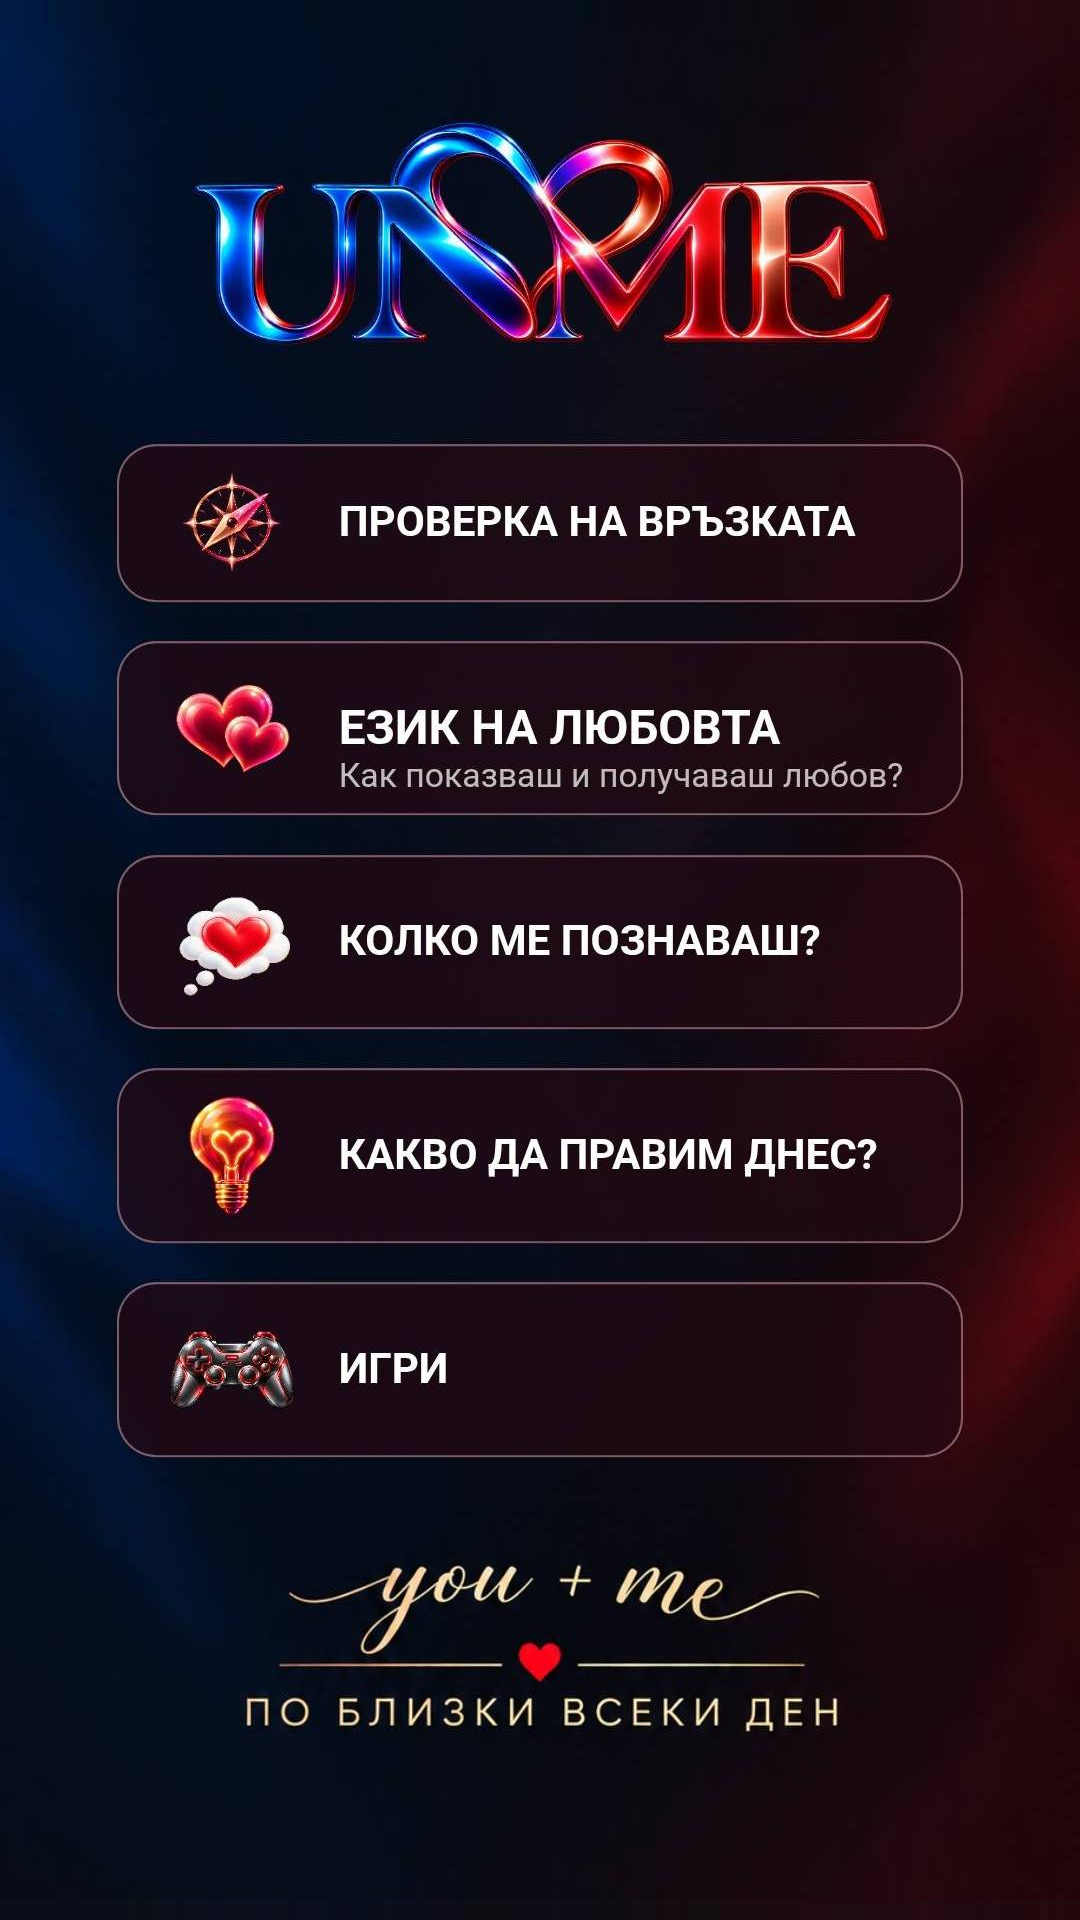 UNME
ПРОВЕРКА НА ВРЪЗКАТА
ЕЗИК НА ЛЮБОВТА
Как показваш и получаваш любов?
КОЛКО МЕ ПОЗНАВАШ?
КАКВО ДА ПРАВИМ ДНЕС?
ИГРИ
you + me
ПО БЛИЗКИ ВСЕКИ ДЕН